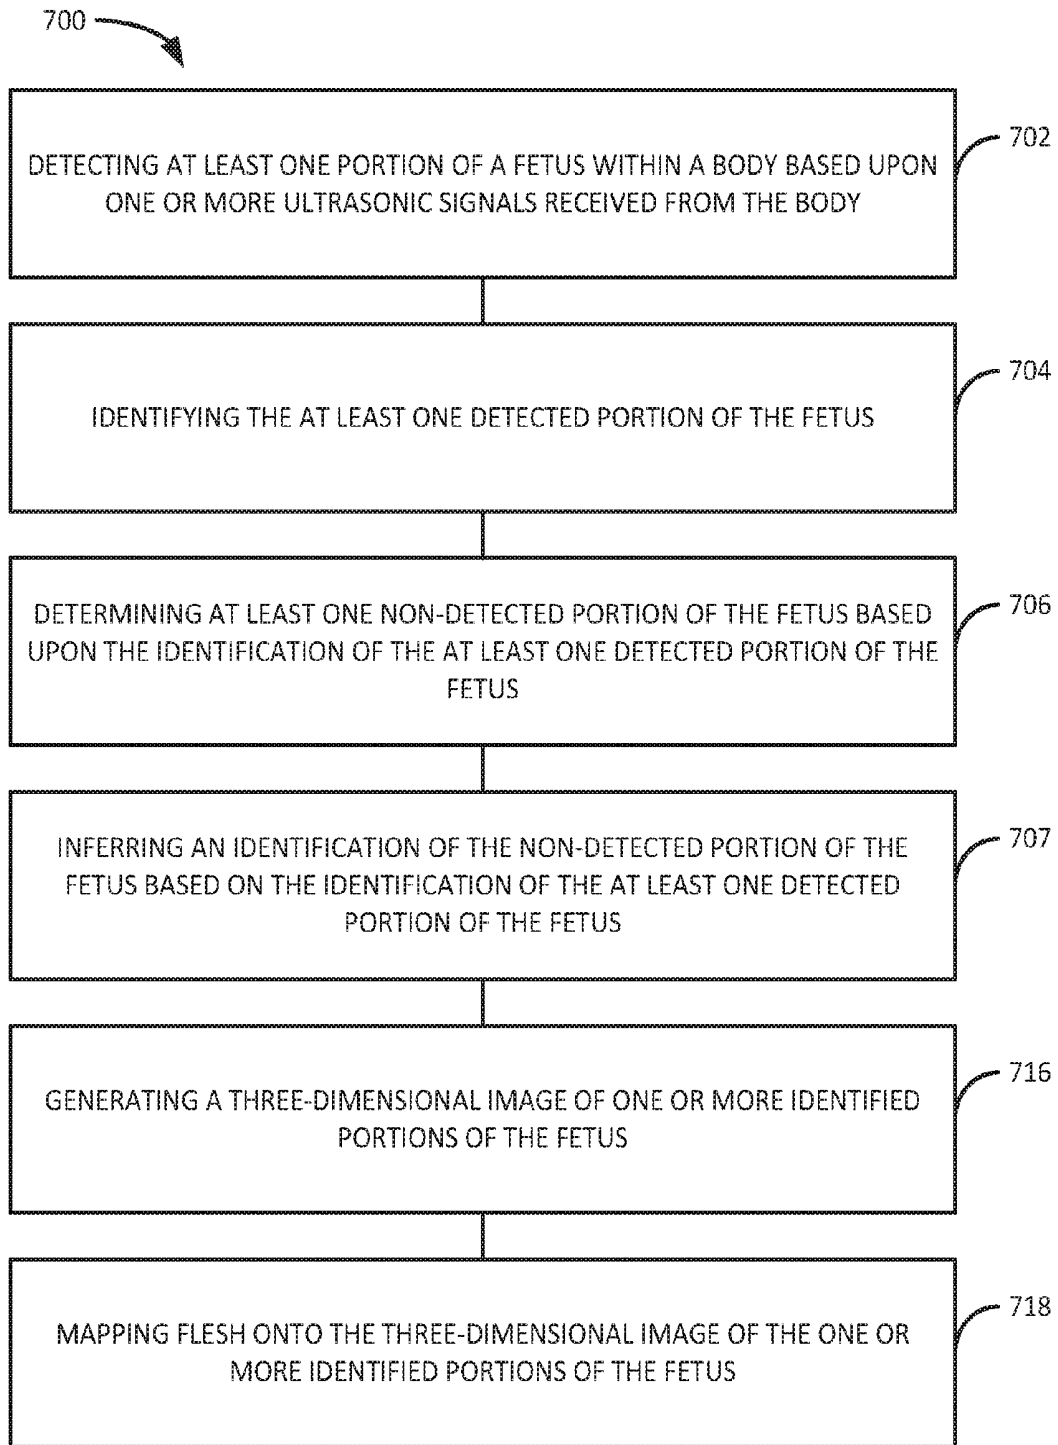 700
DETECTING AT LEAST ONE PORTION OF A FETUS WITHIN A BODY BASED UPON
ONE OR MORE ULTRASONIC SIGNALS RECEIVED FROM THE BODY
702
IDENTIFYING THE AT LEAST ONE DETECTED PORTION OF THE FETUS
704
DETERMINING AT LEAST ONE NON-DETECTED PORTION OF THE FETUS BASED
UPON THE IDENTIFICATION OF THE AT LEAST ONE DETECTED PORTION OF THE
FETUS
706
INFERRING AN IDENTIFICATION OF THE NON-DETECTED PORTION OF THE
FETUS BASED ON THE IDENTIFICATION OF THE AT LEAST ONE DETECTED
PORTION OF THE FETUS
707
GENERATING A THREE-DIMENSIONAL IMAGE OF ONE OR MORE IDENTIFIED
PORTIONS OF THE FETUS
716
MAPPING FLESH ONTO THE THREE-DIMENSIONAL IMAGE OF THE ONE OR
MORE IDENTIFIED PORTIONS OF THE FETUS
718